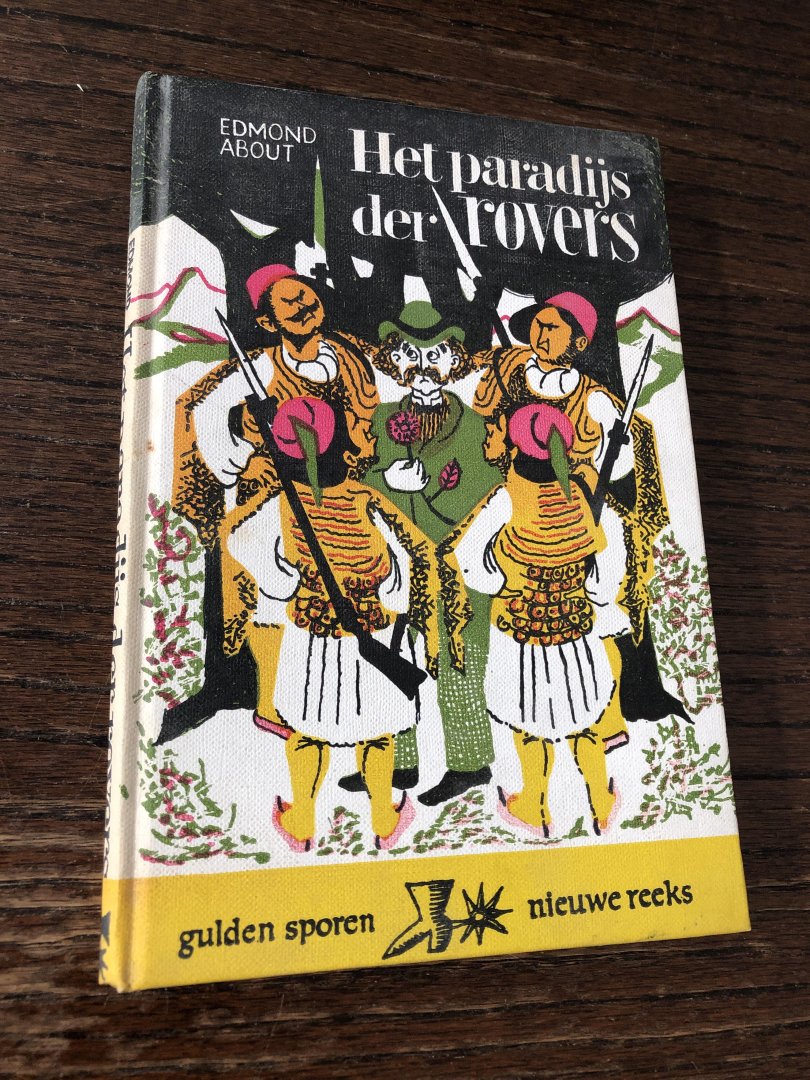 EDMOND
ABOUT
Het paradijs
der rovers
gulden sporen
nieuwe reeks